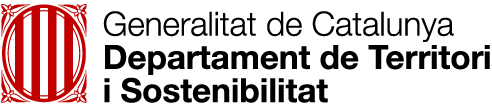 Generalitat de Catalunya
Departament de Territori
i Sostenibilitat